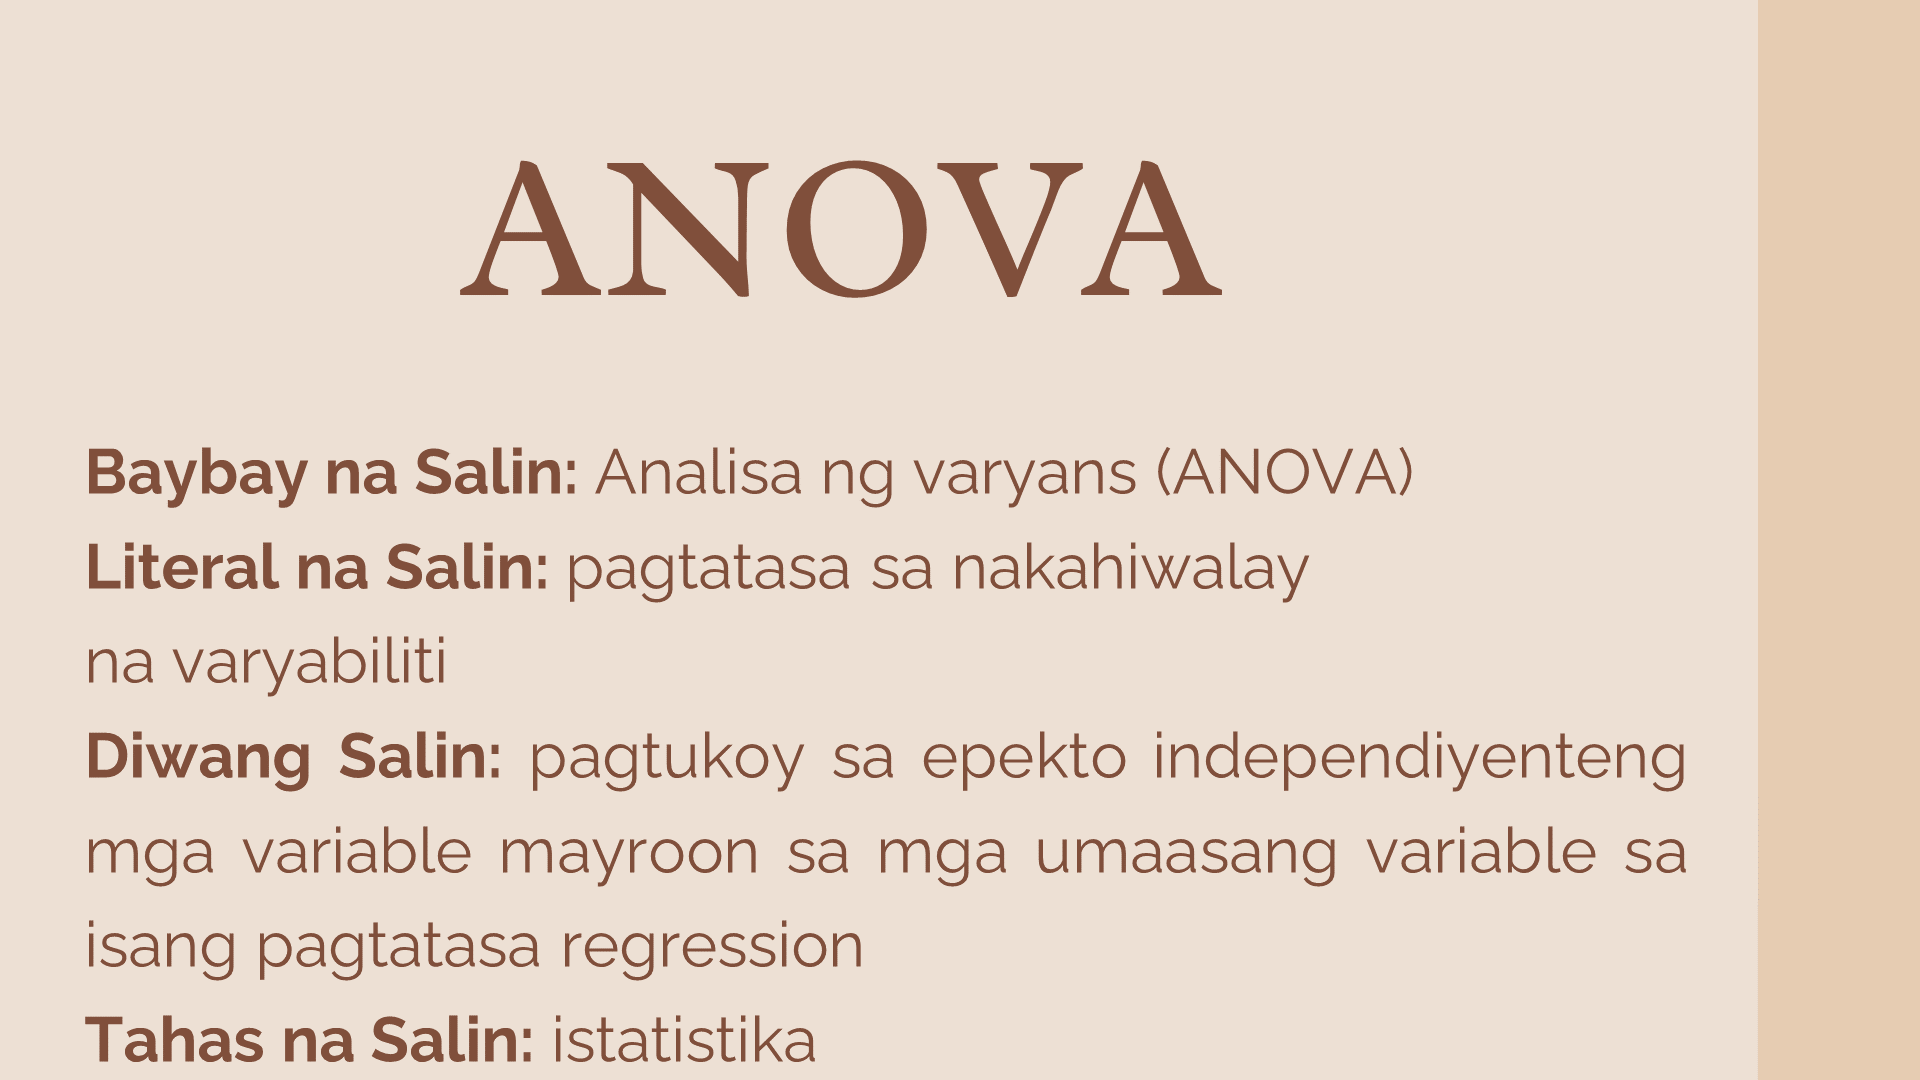 ANOVA
Baybay na Salin: Analisa ng varyans (ANOVA)
Literal na Salin: pagtatasa sa nakahiwalay
na varyabiliti
Diwang Salin: pagtukoy sa epekto independiyenteng
mga variable mayroon sa mga umaasang variable sa
isang pagtatasa regression
Tahas na Salin: istatistika